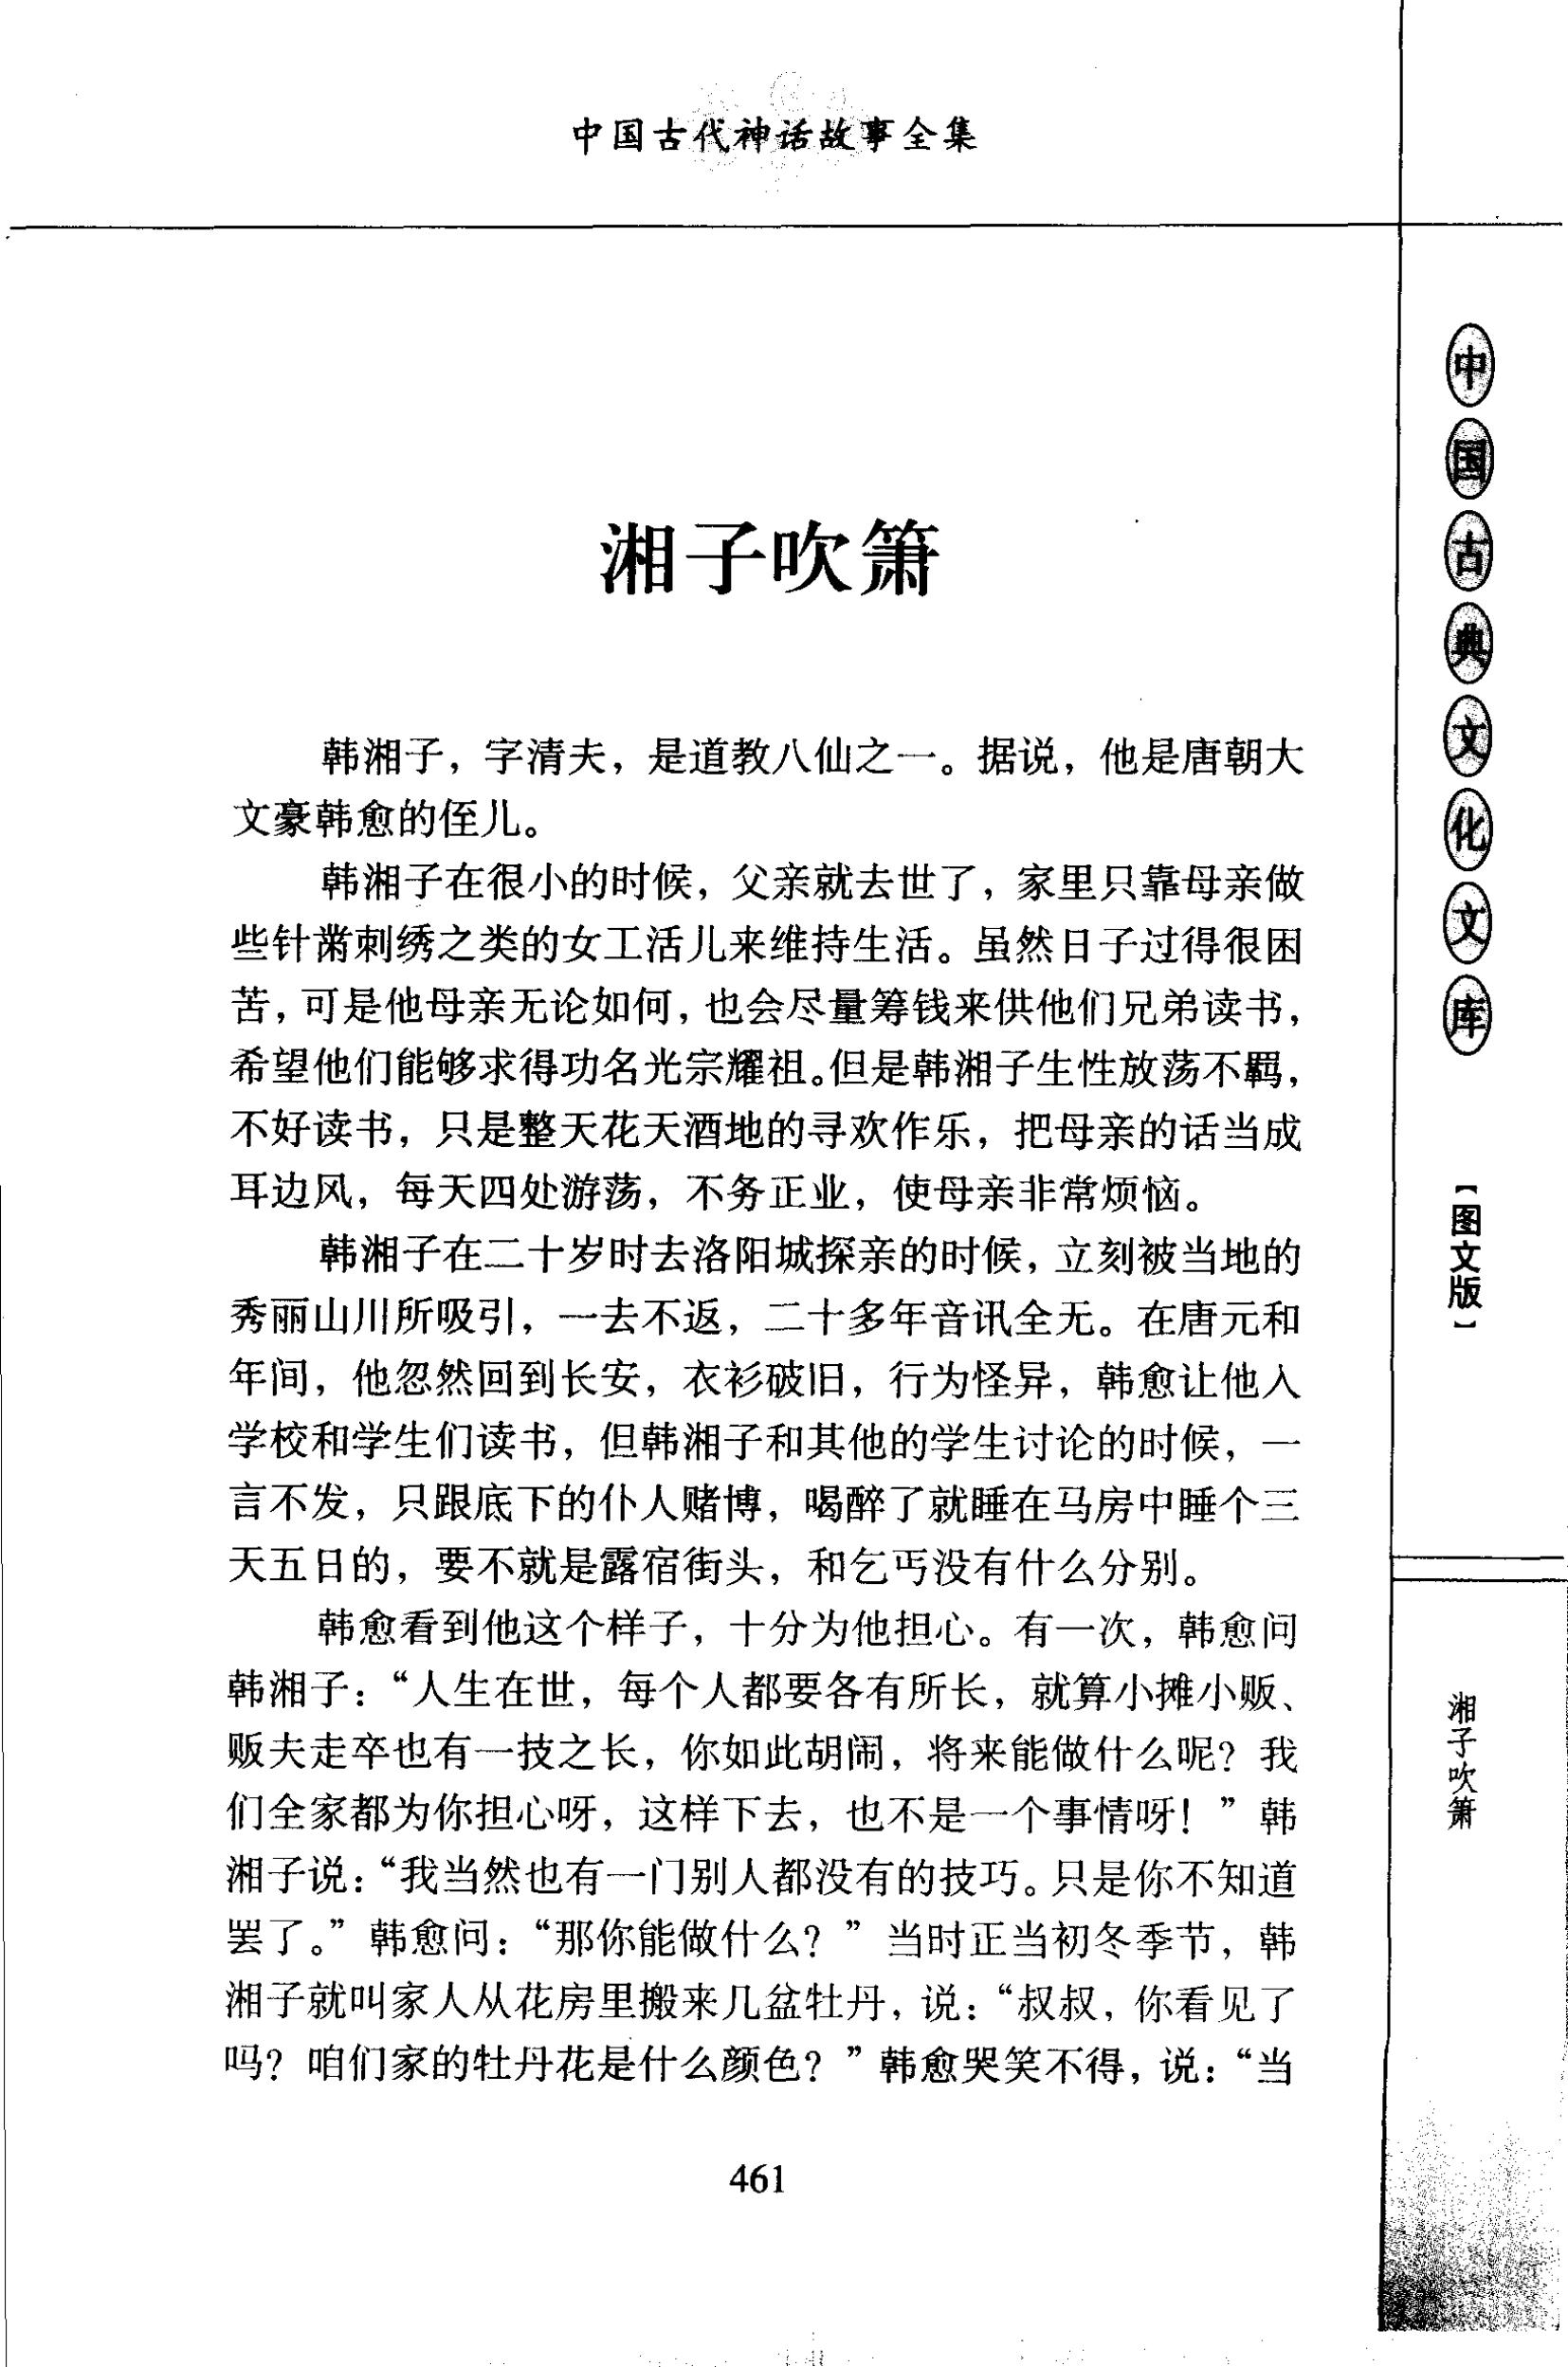 中国古代神话故事全集
湘子吹箫
韩湘子，字清夫，是道教八仙之一。据说，他是唐朝大
文豪韩愈的侄儿。
韩湘子在很小的时候，父亲就去世了，家里只靠母亲做
些针黹刺绣之类的女工活儿来维持生活。虽然日子过得很困
苦，可是他母亲无论如何，也会尽量筹钱来供他们兄弟读书，
希望他们能够求得功名光宗耀祖。但是韩湘子生性放荡不羁，
不好读书，只是整天花天酒地的寻欢作乐，把母亲的话当成
耳边风，每天四处游荡，不务正业，使母亲非常烦恼。
韩湘子在二十岁时去洛阳城探亲的时候，立刻被当地的
秀丽山川所吸引，一去不返，二十多年音讯全无。在唐元和
年间，他忽然回到长安，衣衫破旧，行为怪异，韩愈让他入
学校和学生们读书，但韩湘子和其他的学生讨论的时候，一
言不发，只跟底下的仆人赌博，喝醉了就睡在马房中睡个三
天五日的，要不就是露宿街头，和乞丐没有什么分别。
韩愈看到他这个样子，十分为他担心。有一次，韩愈问
韩湘子：“人生在世，每个人都要各有所长，就算小摊小贩、
贩夫走卒也有一技之长，你如此胡闹，将来能做什么呢？我
们全家都为你担心呀，这样下去，也不是一个事情呀！”韩
湘子说：“我当然也有一门别人都没有的技巧。只是你不知道
罢了。”韩愈问：“那你能做什么？”当时正当初冬季节，韩
湘子就叫家人从花房里搬来几盆牡丹，说：“叔叔，你看见了
吗？咱们家的牡丹花是什么颜色？”韩愈哭笑不得，说：“当
461
中国古典文化文库
【图文版】
湘子吹箫